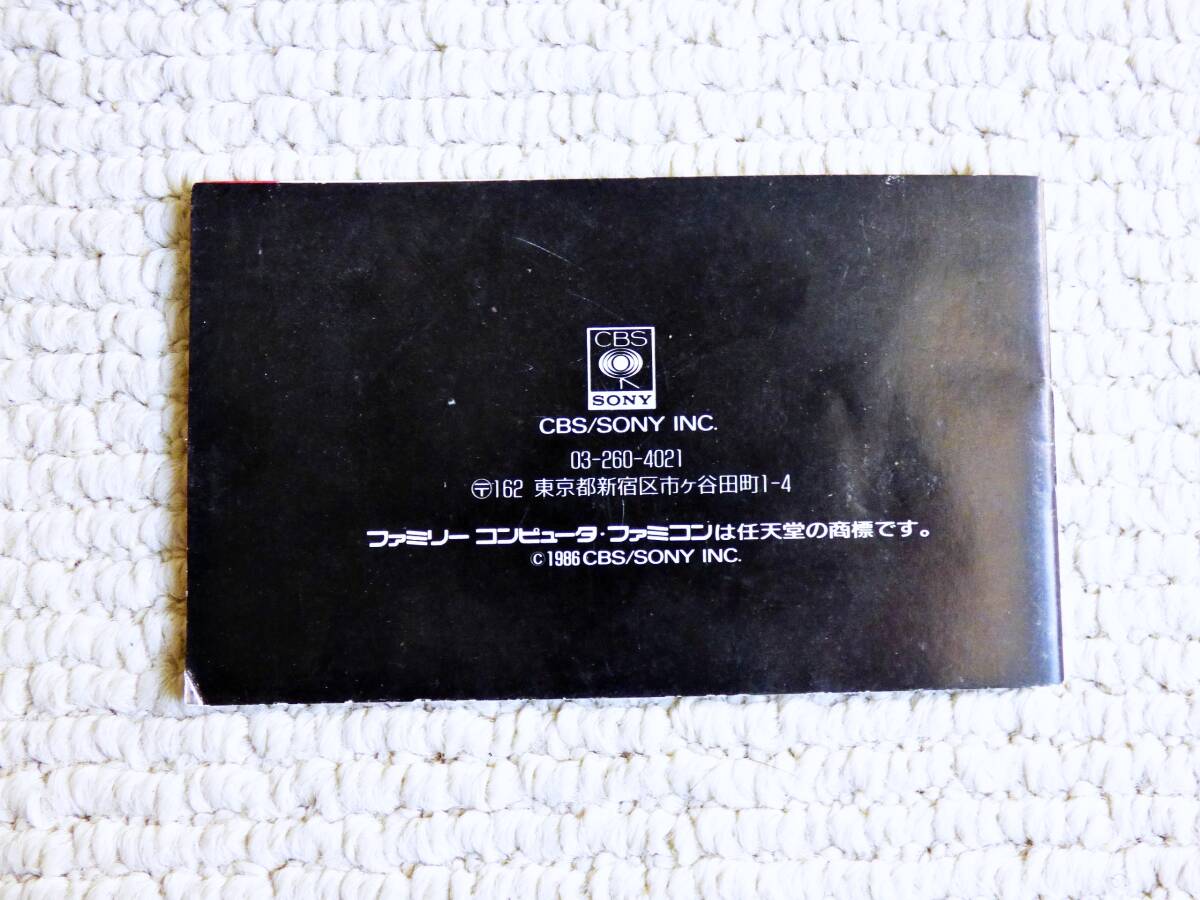 CBS
SONY
CBS/SONY INC.
03-260-4021
〒162 東京都新宿区市ヶ谷田町1-4
ファミリー コンピュータ・ファミコンは任天堂の商標です。
©1986 CBS/SONY INC.